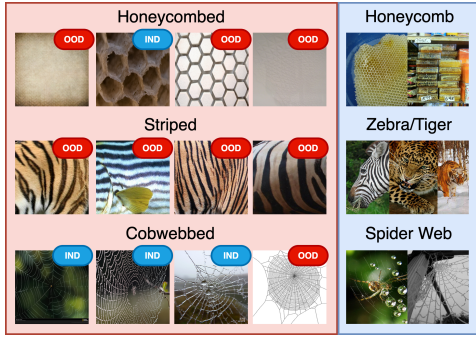 Honeycombed
Honeycomb
OOD
IND
OOD
OOD
Striped
Zebra/Tiger
OOD
OOD
OOD
OOD
Cobwebbed
Spider Web
IND
IND
IND
OOD